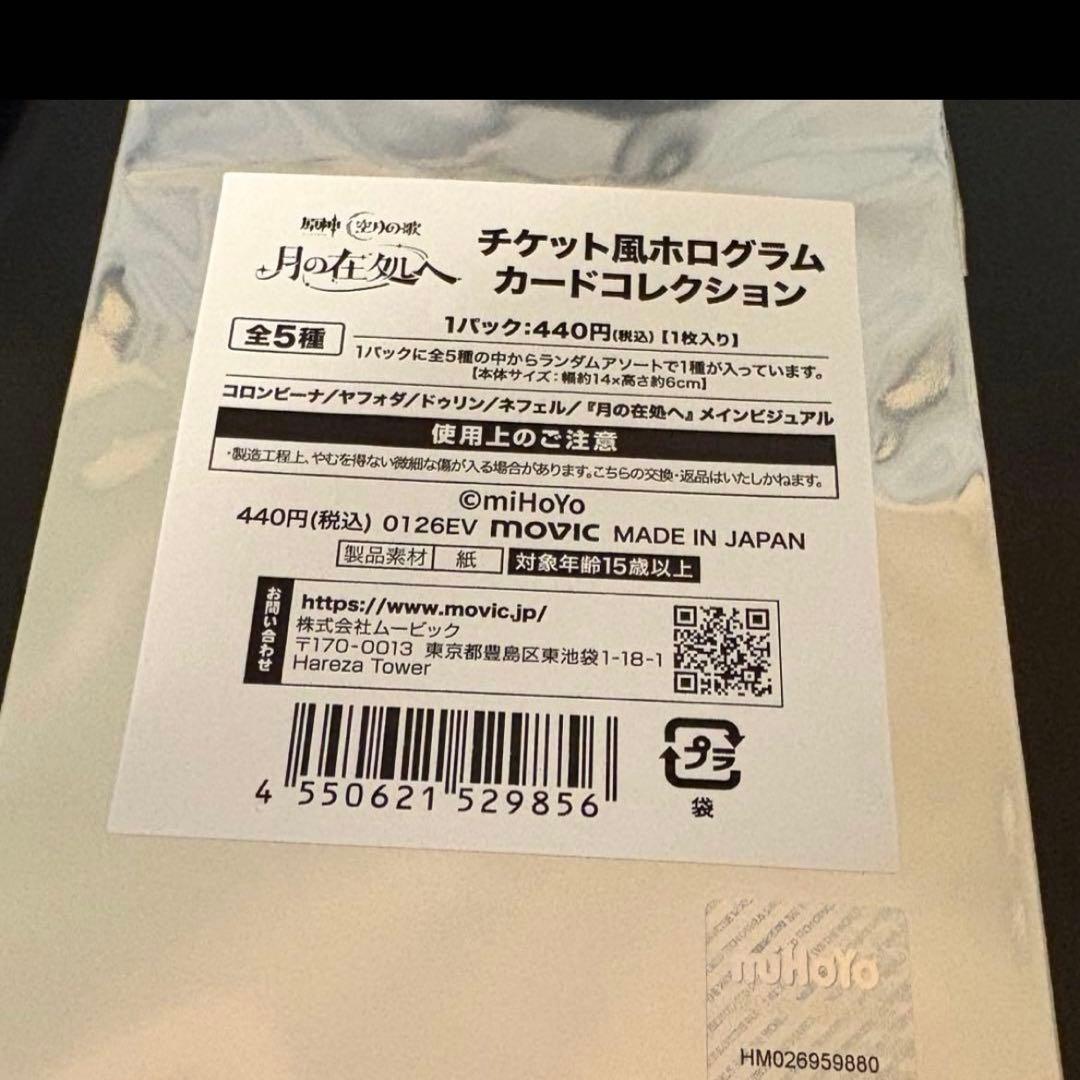 原神 空月の歌
月の在処へ
チケット風ホログラム
カードコレクション
全5種
1パック:440円(税込)【1枚入り】
1パックに全5種の中からランダムアソートで1種が入っています。
【本体サイズ:幅約14×高さ約6cm】
コロンビーナ/ヤフォダ/ドゥリン/ネフェル/『月の在処へ』メインビジュアル
使用上のご注意
・製造工程上、やむを得ない微細な傷が入る場合があります。こちらの交換・返品はいたしかねます。
©miHoYo
440円(税込) 0126EV movic MADE IN JAPAN
製品素材 紙 対象年齢15歳以上
お問い合わせ
https://www.movic.jp/
株式会社ムービック
〒170-0013 東京都豊島区東池袋1-18-1
Hareza Tower
4 550621 529856
プラ
袋
miHoYo
HM026959880